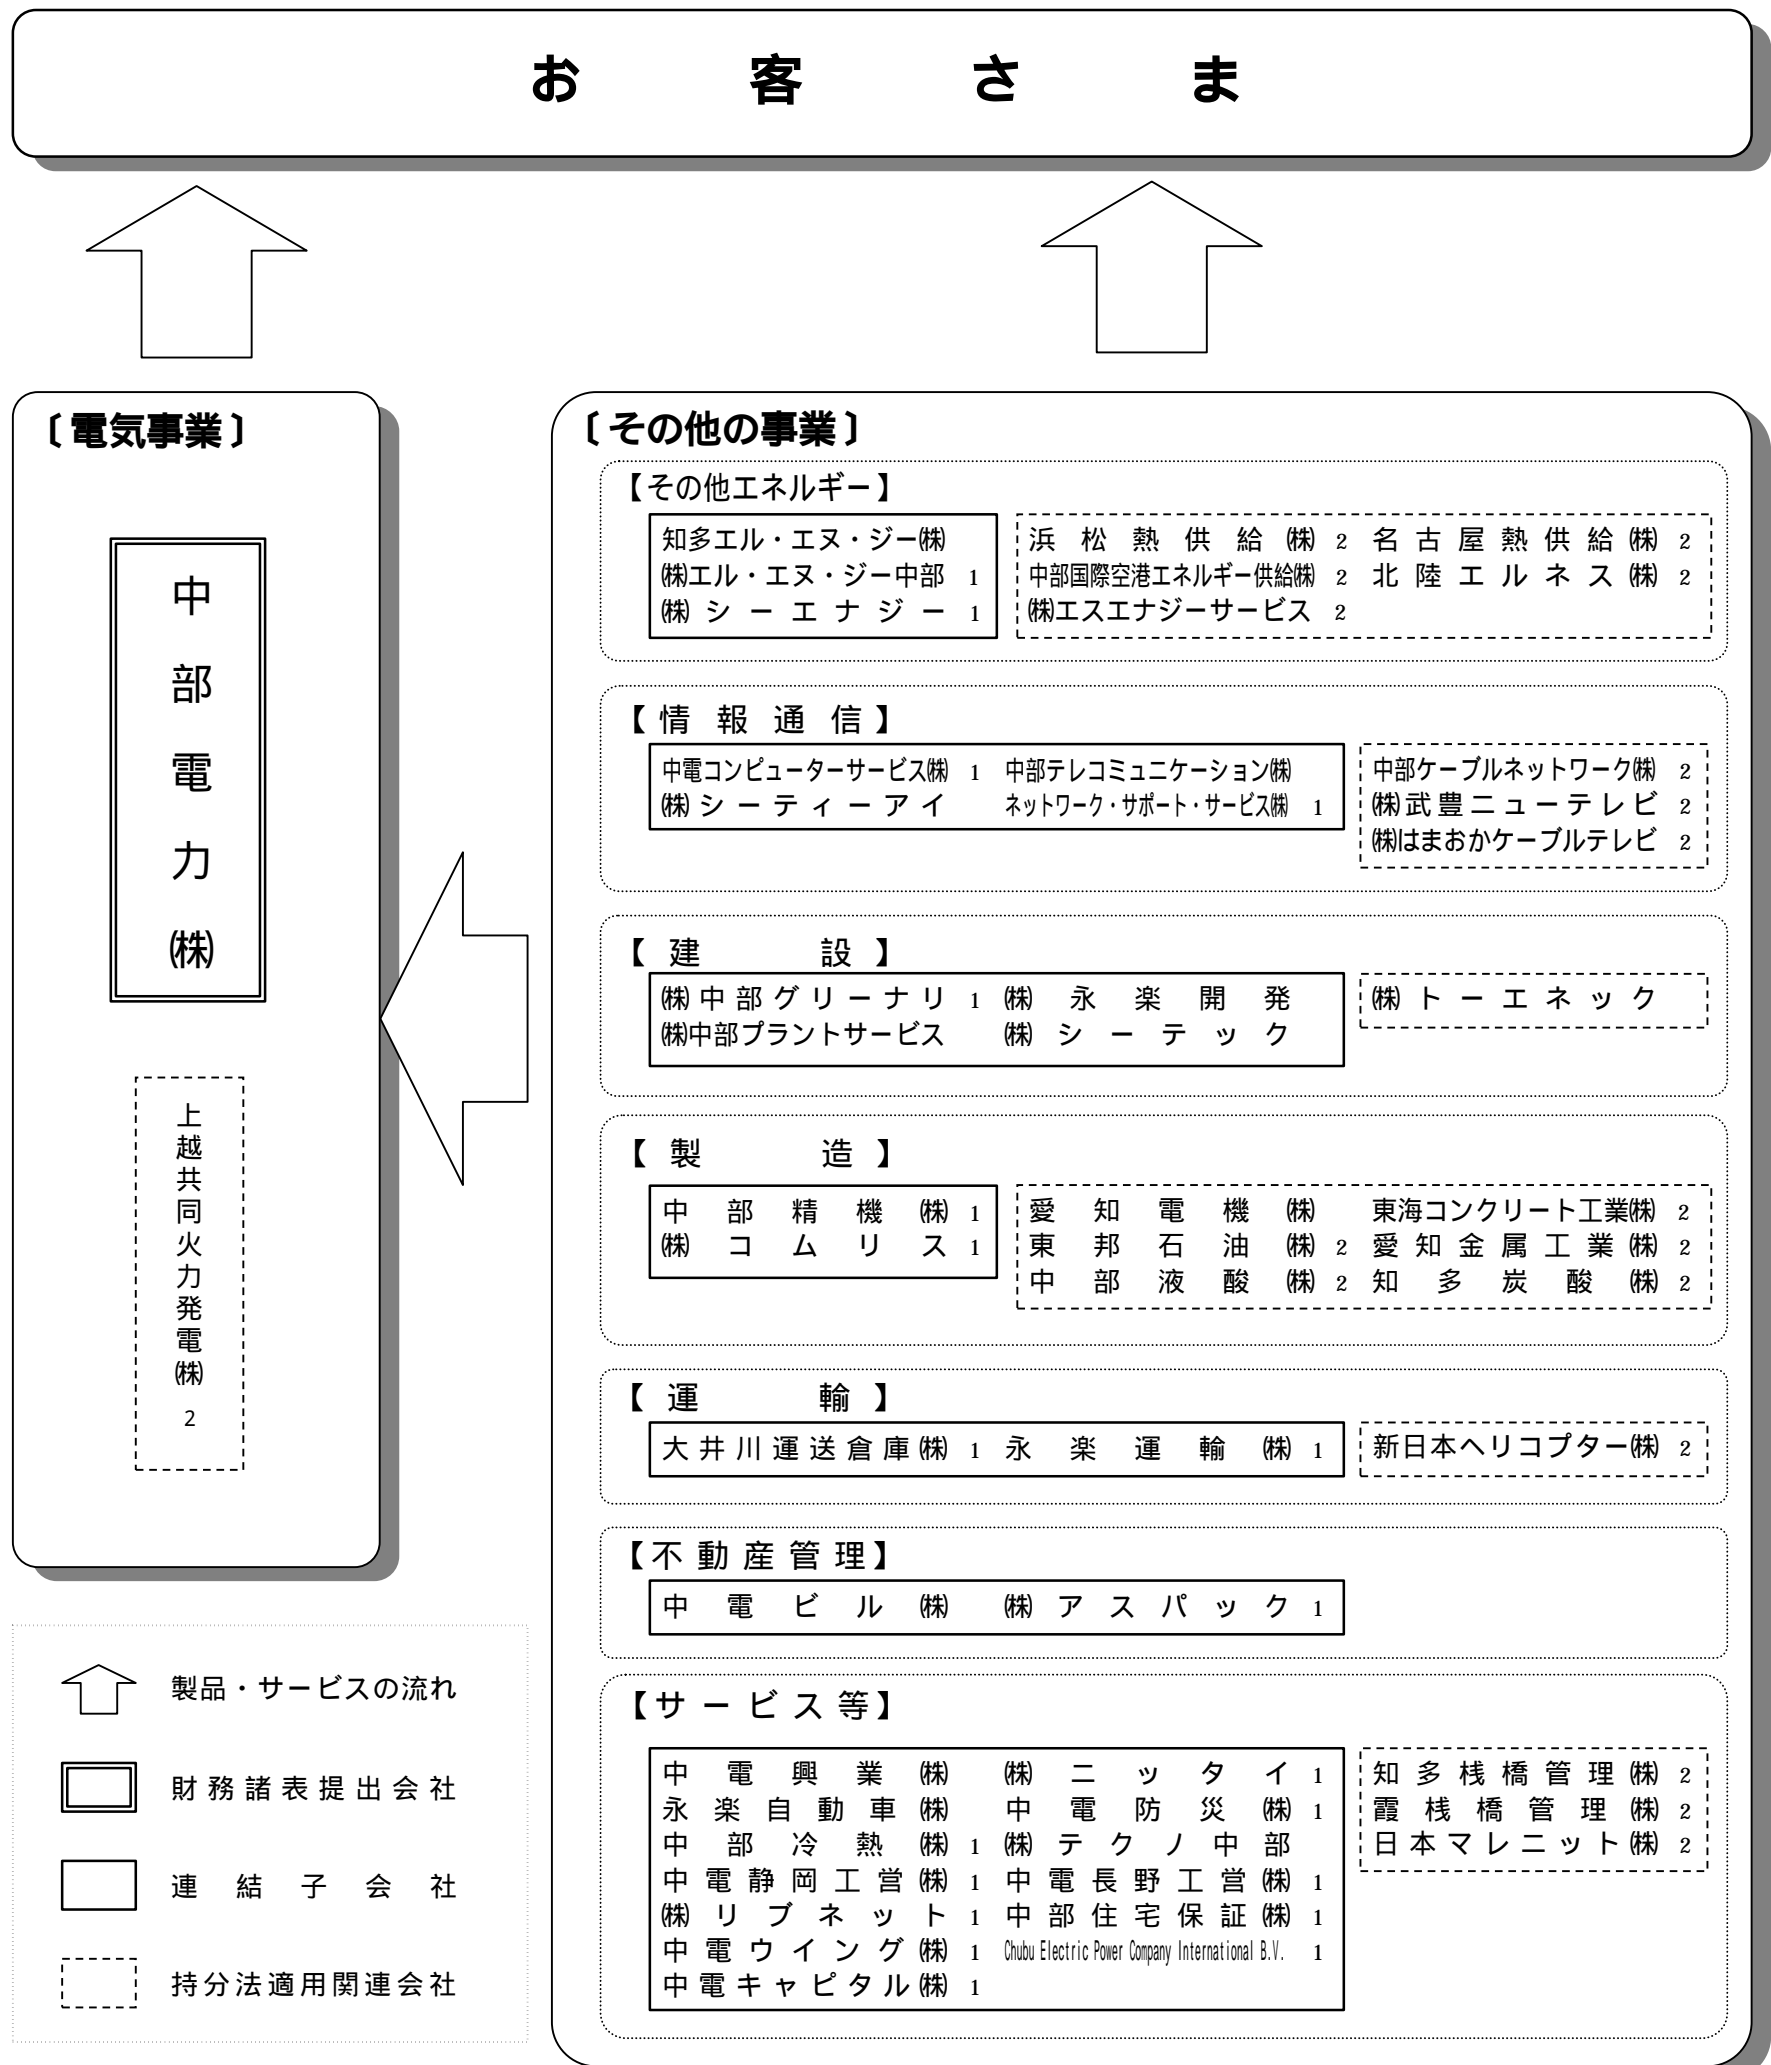 お客さま
〔電気事業〕
中部電力㈱
上越共同火力発電㈱ 2
〔その他の事業〕
【その他エネルギー】
知多エル・エヌ・ジー㈱
㈱エル・エヌ・ジー中部 1
㈱シーエナジー 1
浜松熱供給㈱ 2 名古屋熱供給㈱ 2
中部国際空港エネルギー供給㈱ 2 北陸エルネス㈱ 2
㈱エスエナジーサービス 2
【情報通信】
中電コンピューターサービス㈱ 1 中部テレコミュニケーション㈱
㈱シーティーアイ ネットワーク・サポート・サービス㈱ 1
中部ケーブルネットワーク㈱ 2
㈱武豊ニューテレビ 2
㈱はまおかケーブルテレビ 2
【建設】
㈱中部グリーナリ 1 ㈱永楽開発
㈱中部プラントサービス ㈱シーテック
㈱トーエネック
【製造】
中部精機㈱ 1
㈱コムリス 1
愛知電機㈱ 東海コンクリート工業㈱ 2
東邦石油㈱ 2 愛知金属工業㈱ 2
中部液酸㈱ 2 知多炭酸㈱ 2
【運輸】
大井川運送倉庫㈱ 1 永楽運輸㈱ 1
新日本ヘリコプター㈱ 2
【不動産管理】
中電ビル㈱ ㈱アスパック 1
【サービス等】
中電興業㈱ ㈱ニッタイ 1
永楽自動車㈱ 中電防災㈱ 1
中部冷熱㈱ 1 ㈱テクノ中部
中電静岡工営㈱ 1 中電長野工営㈱ 1
㈱リブネット 1 中部住宅保証㈱ 1
中電ウイング㈱ 1 Chubu Electric Power Company International B.V. 1
中電キャピタル㈱ 1
知多桟橋管理㈱ 2
霞桟橋管理㈱ 2
日本マレニット㈱ 2
製品・サービスの流れ
財務諸表提出会社
連結子会社
持分法適用関連会社